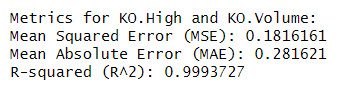 Metrics for KO.High and KO.Volume:
Mean Squared Error (MSE): 0.1816161
Mean Absolute Error (MAE): 0.281621
R-squared (R^2): 0.9993727